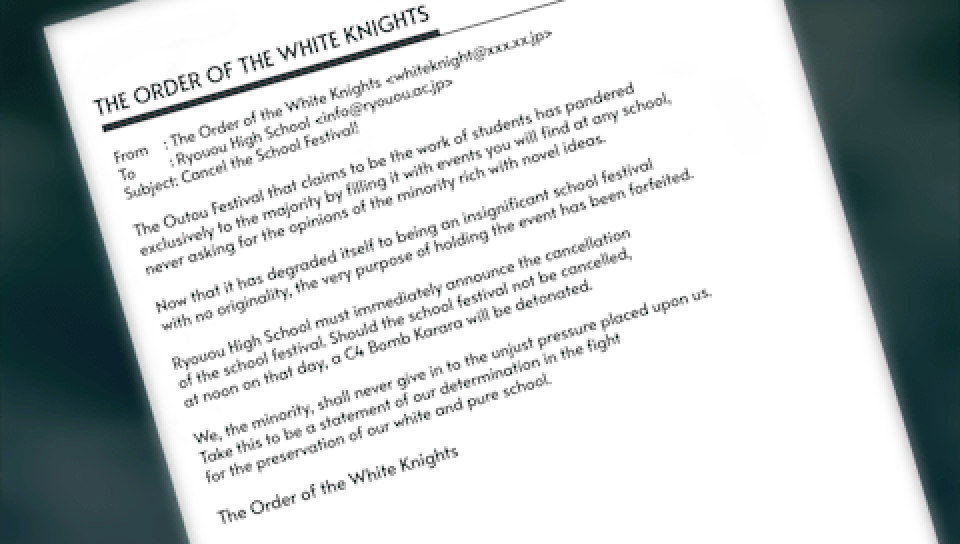 THE ORDER OF THE WHITE KNIGHTS
From : The Order of the White Knights <whiteknight@xxx.xx.jp>
To : Ryouou High School <info@ryouou.ac.jp>
Subject: Cancel the School Festival!
The Outou Festival that claims to be the work of students has pandered
exclusively to the majority by filling it with events you will find at any school,
never asking for the opinions of the minority rich with novel ideas.
Now that it has degraded itself to being an insignificant school festival
with no originality, the very purpose of holding the event has been forfeited.
Ryouou High School must immediately announce the cancellation
of the school festival. Should the school festival not be cancelled,
at noon on that day, a C4 Bomb Karara will be detonated.
We, the minority, shall never give in to the unjust pressure placed upon us.
Take this to be a statement of our determination in the fight
for the preservation of our white and pure school.
The Order of the White Knights